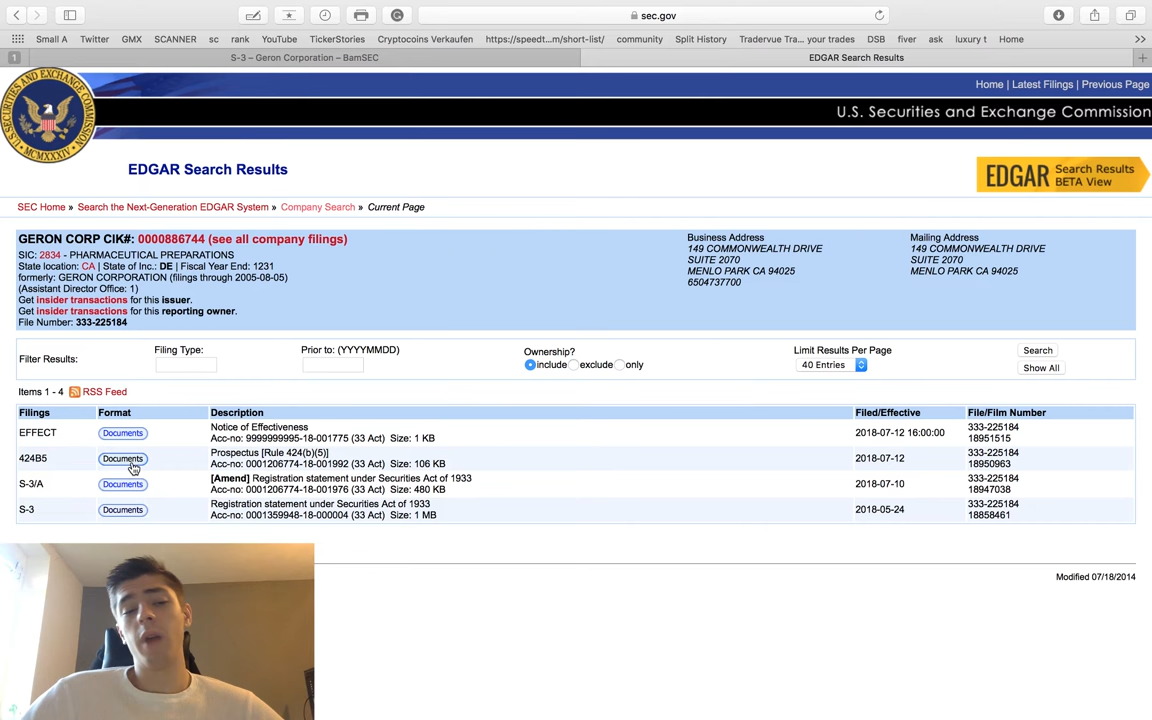 sec.gov
Small A Twitter GMX SCANNER sc rank YouTube TickerStories Cryptocoins Verkaufen https://speedt...m/short-list/ community Split History Tradervue Tra... your trades DSB fiver ask luxury t Home >>
1 S-3 – Geron Corporation – BamSEC EDGAR Search Results +
Home | Latest Filings | Previous Page
U.S. Securities and Exchange Commission
SECURITIES AND EXCHANGE COMMISSION
MCMXXXIV
EDGAR Search Results
EDGAR Search Results
BETA View
SEC Home » Search the Next-Generation EDGAR System » Company Search » Current Page
GERON CORP CIK#: 0000886744 (see all company filings)
SIC: 2834 - PHARMACEUTICAL PREPARATIONS
State location: CA | State of Inc.: DE | Fiscal Year End: 1231
formerly: GERON CORPORATION (filings through 2005-08-05)
(Assistant Director Office: 1)
Get insider transactions for this issuer.
Get insider transactions for this reporting owner.
File Number: 333-225184
Business Address
149 COMMONWEALTH DRIVE
SUITE 2070
MENLO PARK CA 94025
6504737700
Mailing Address
149 COMMONWEALTH DRIVE
SUITE 2070
MENLO PARK CA 94025
Filter Results:
Filing Type:
Prior to: (YYYYMMDD)
Ownership?
include exclude only
Limit Results Per Page
40 Entries
Search
Show All
Items 1 - 4 RSS Feed
Filings Format Description Filed/Effective File/Film Number
EFFECT Documents Notice of Effectiveness 2018-07-12 16:00:00 333-225184
Acc-no: 9999999995-18-001775 (33 Act) Size: 1 KB 18951515
424B5 Documents Prospectus [Rule 424(b)(5)] 2018-07-12 333-225184
Acc-no: 0001206774-18-001992 (33 Act) Size: 106 KB 18950963
S-3/A Documents [Amend] Registration statement under Securities Act of 1933 2018-07-10 333-225184
Acc-no: 0001206774-18-001976 (33 Act) Size: 480 KB 18947038
S-3 Documents Registration statement under Securities Act of 1933 2018-05-24 333-225184
Acc-no: 0001359948-18-000004 (33 Act) Size: 1 MB 18858461
Modified 07/18/2014